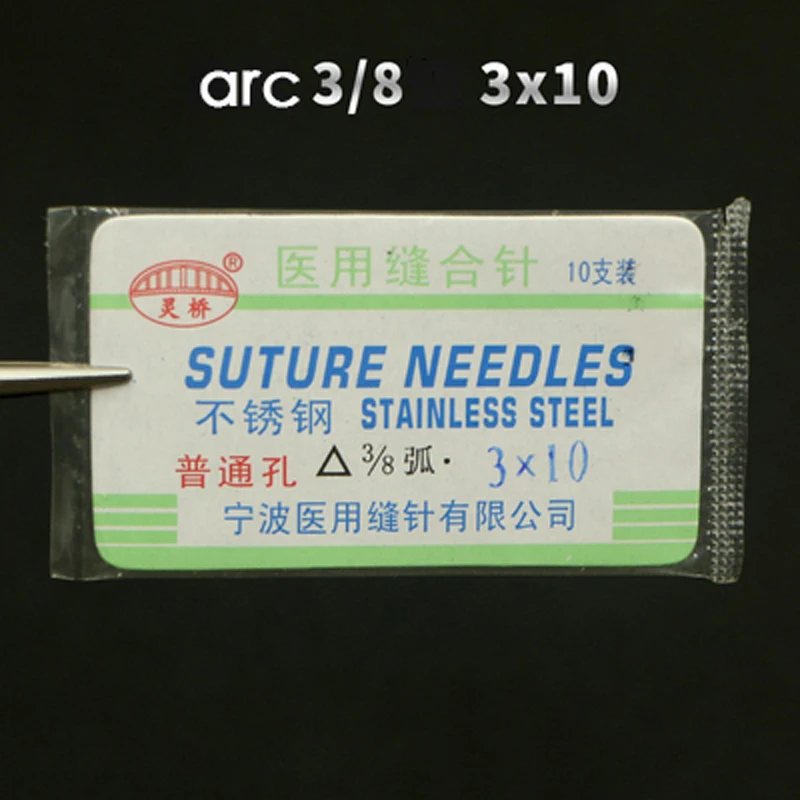 arc 3/8 3x10
医用缝合针 10支装
灵桥 ®
SUTURE NEEDLES
不锈钢 STAINLESS STEEL
普通孔 △ 3/8 弧· 3×10
宁波医用缝针有限公司